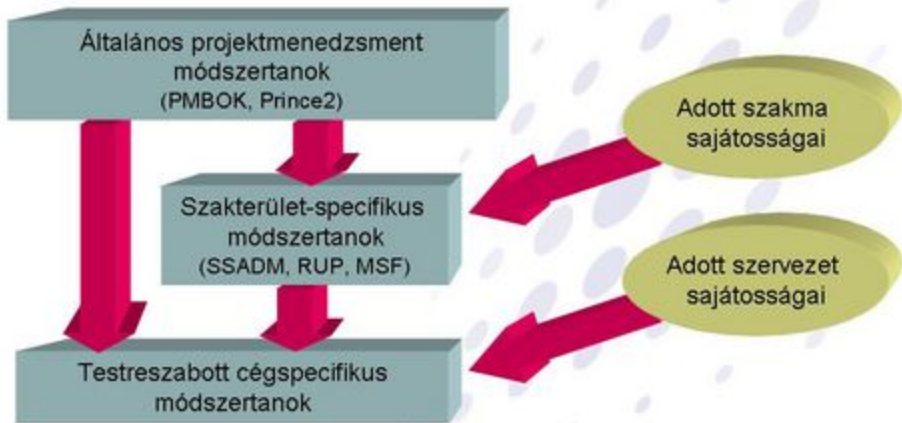 Általános projektmenedzsment
módszertanok
(PMBOK, Prince2)
Adott szakma
sajátosságai
Szakterület-specifikus
módszertanok
(SSADM, RUP, MSF)
Adott szervezet
sajátosságai
Testreszabott cégspecifikus
módszertanok